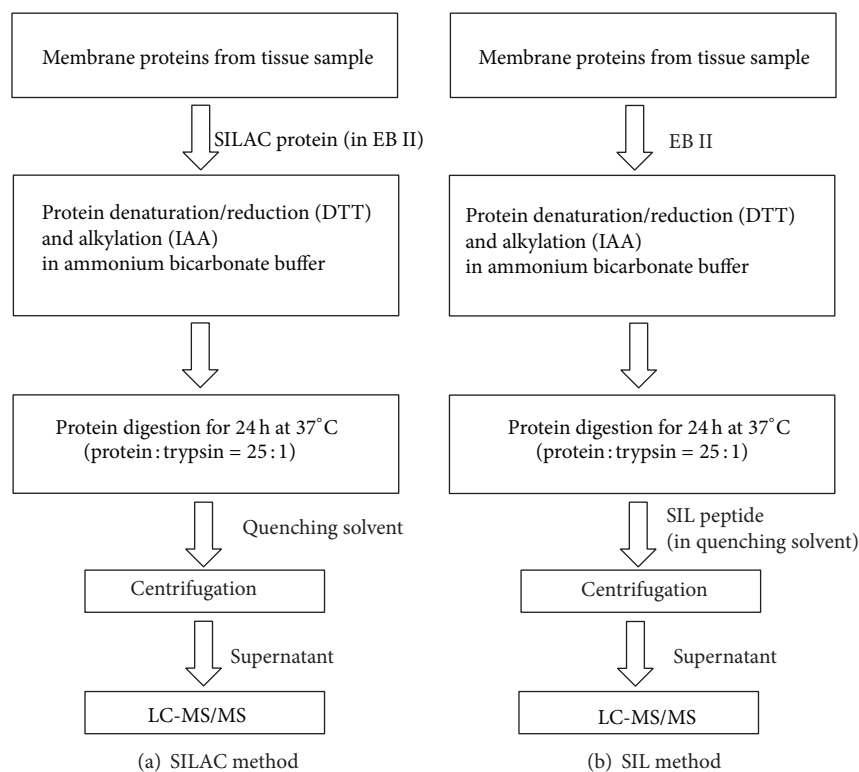 Membrane proteins from tissue sample
SILAC protein (in EB II)
Protein denaturation/reduction (DTT)
and alkylation (IAA)
in ammonium bicarbonate buffer
Protein digestion for 24 h at 37°C
(protein : trypsin = 25 : 1)
Quenching solvent
Centrifugation
Supernatant
LC-MS/MS
(a) SILAC method
Membrane proteins from tissue sample
EB II
Protein denaturation/reduction (DTT)
and alkylation (IAA)
in ammonium bicarbonate buffer
Protein digestion for 24 h at 37°C
(protein : trypsin = 25 : 1)
SIL peptide
(in quenching solvent)
Centrifugation
Supernatant
LC-MS/MS
(b) SIL method